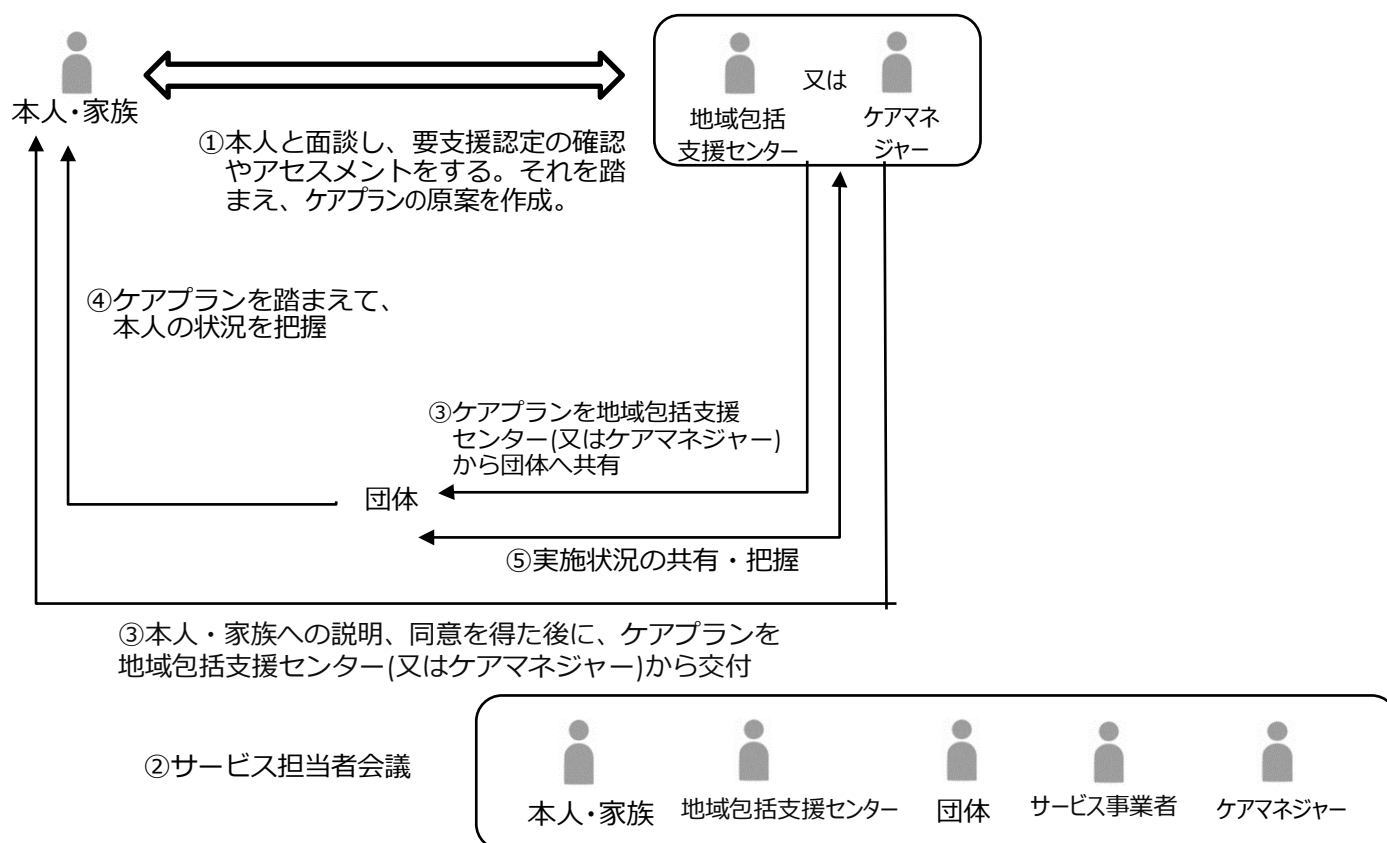 本人・家族
又は
地域包括
支援センター
ケアマネ
ジャー
①本人と面談し、要支援認定の確認
やアセスメントをする。それを踏
まえ、ケアプランの原案を作成。
④ケアプランを踏まえて、
本人の状況を把握
③ケアプランを地域包括支援
センター(又はケアマネジャー)
から団体へ共有
団体
⑤実施状況の共有・把握
③本人・家族への説明、同意を得た後に、ケアプランを
地域包括支援センター(又はケアマネジャー)から交付
②サービス担当者会議
本人・家族
地域包括支援センター
団体
サービス事業者
ケアマネジャー